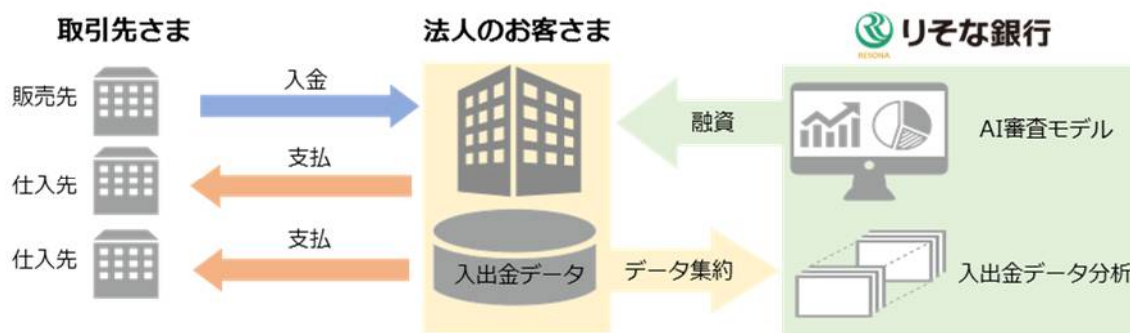 取引先さま
法人のお客さま
RESONA
りそな銀行
販売先
入金
融資
AI審査モデル
仕入先
支払
仕入先
支払
入出金データ
データ集約
入出金データ分析